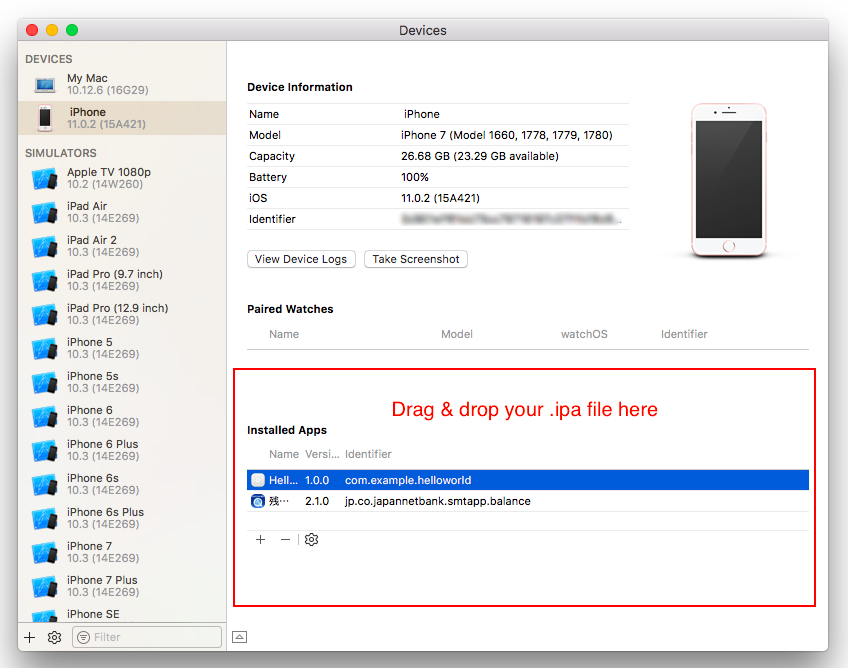 Devices
DEVICES
My Mac
10.12.6 (16G29)
iPhone
11.0.2 (15A421)
SIMULATORS
Apple TV 1080p
10.2 (14W260)
iPad Air
10.3 (14E269)
iPad Air 2
10.3 (14E269)
iPad Pro (9.7 inch)
10.3 (14E269)
iPad Pro (12.9 inch)
10.3 (14E269)
iPhone 5
10.3 (14E269)
iPhone 5s
10.3 (14E269)
iPhone 6
10.3 (14E269)
iPhone 6 Plus
10.3 (14E269)
iPhone 6s
10.3 (14E269)
iPhone 6s Plus
10.3 (14E269)
iPhone 7
10.3 (14E269)
iPhone 7 Plus
10.3 (14E269)
iPhone SE
Filter
Device Information
Name iPhone
Model iPhone 7 (Model 1660, 1778, 1779, 1780)
Capacity 26.68 GB (23.29 GB available)
Battery 100%
iOS 11.0.2 (15A421)
Identifier
View Device Logs Take Screenshot
Paired Watches
Name Model watchOS Identifier
Drag & drop your .ipa file here
Installed Apps
Name Versi... Identifier
Hell... 1.0.0 com.example.helloworld
残… 2.1.0 jp.co.japannetbank.smtapp.balance